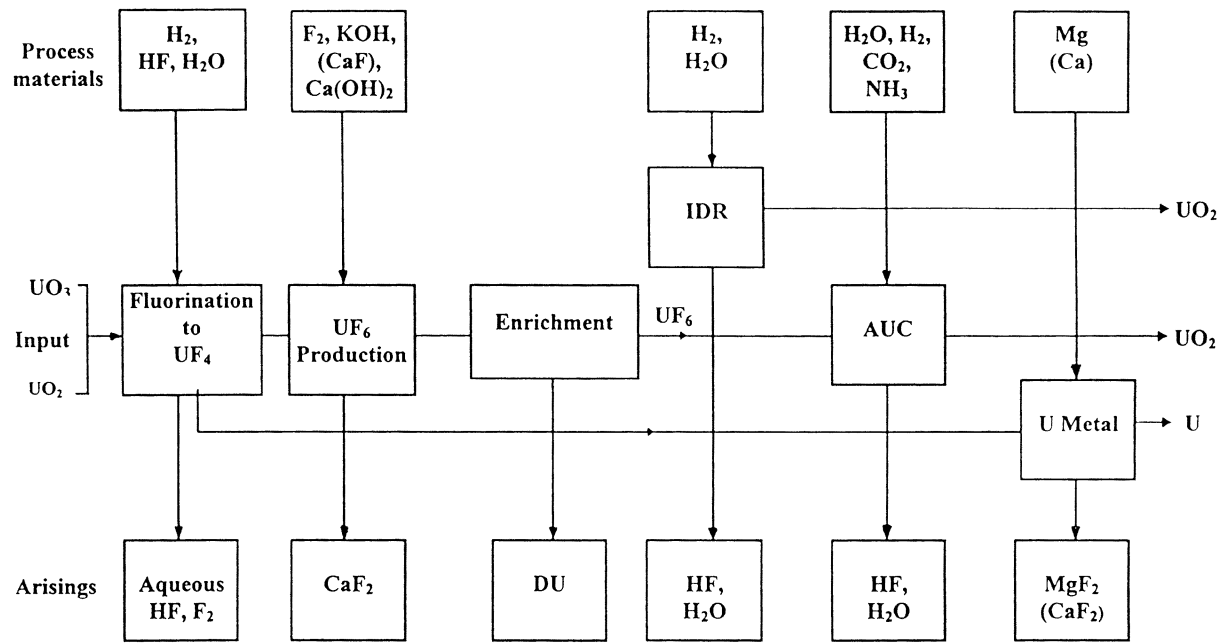 Process
materials
H₂,
HF, H₂O
F₂, KOH,
(CaF),
Ca(OH)₂
H₂,
H₂O
H₂O, H₂,
CO₂,
NH₃
Mg
(Ca)
IDR
UO₂
UO₃
Input
UO₂
Fluorination
to
UF₄
UF₆
Production
Enrichment
UF₆
AUC
UO₂
U Metal
U
Arisings
Aqueous
HF, F₂
CaF₂
DU
HF,
H₂O
HF,
H₂O
MgF₂
(CaF₂)